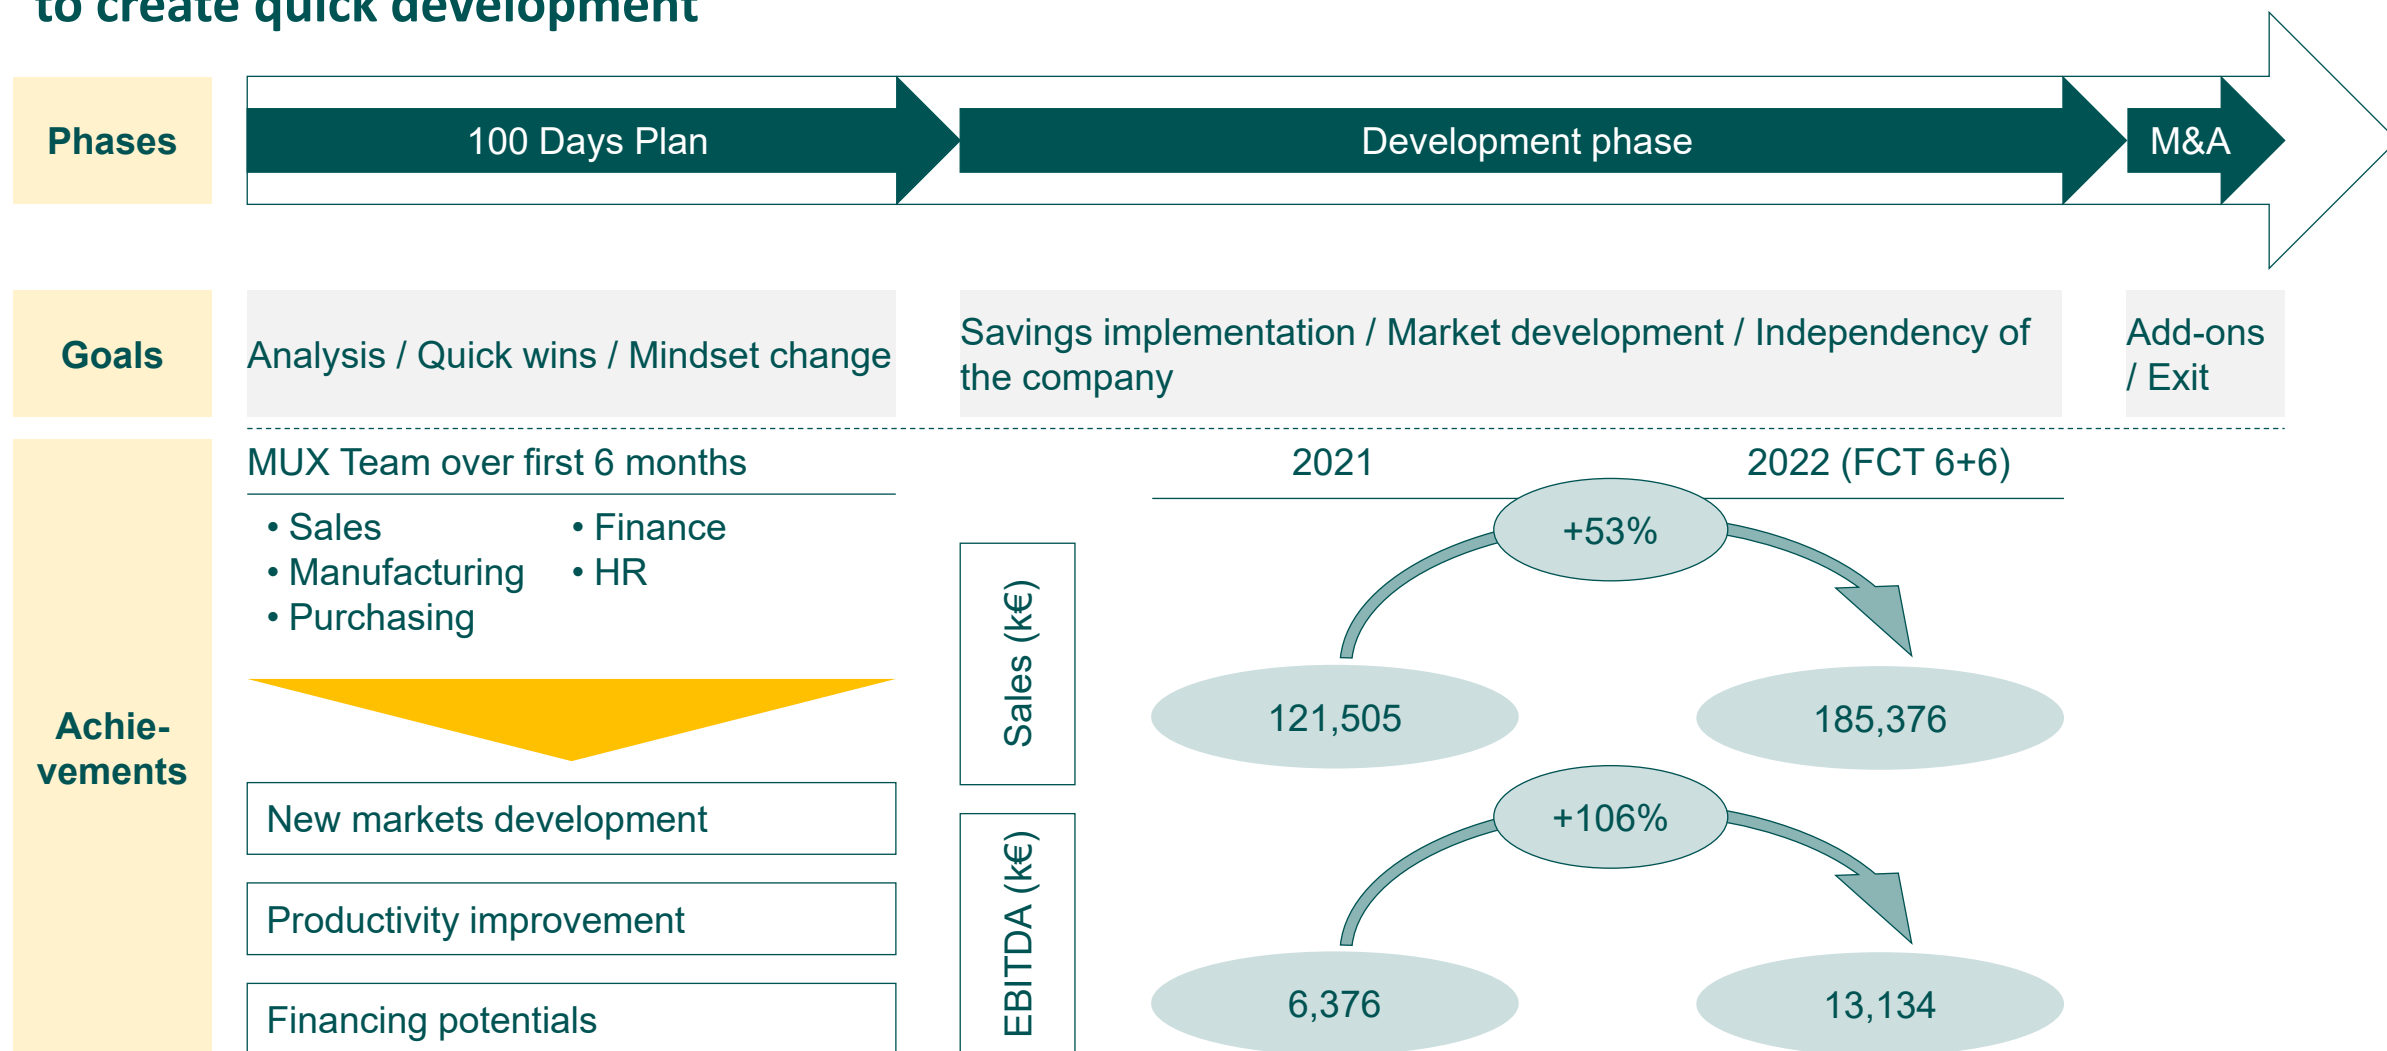 to create quick development
Phases
100 Days Plan
Development phase
M&A
Goals
Analysis / Quick wins / Mindset change
Savings implementation / Market development / Independency of
the company
Add-ons
/ Exit
Achie-
vements
MUX Team over first 6 months
• Sales
• Manufacturing
• Purchasing
• Finance
• HR
New markets development
Productivity improvement
Financing potentials
2021
2022 (FCT 6+6)
Sales (k€)
+53%
121,505
185,376
EBITDA (k€)
+106%
6,376
13,134